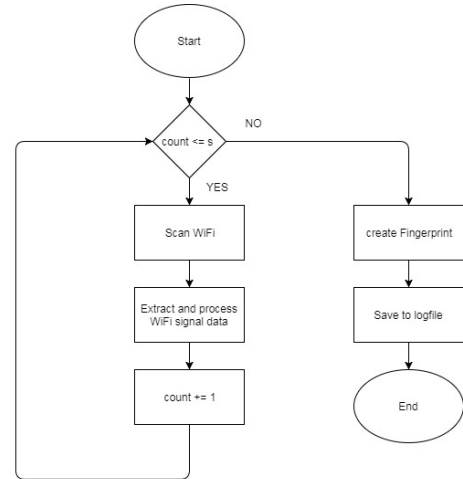 Start
count <= s
NO
YES
Scan WiFi
create Fingerprint
Extract and process
WiFi signal data
Save to logfile
count += 1
End